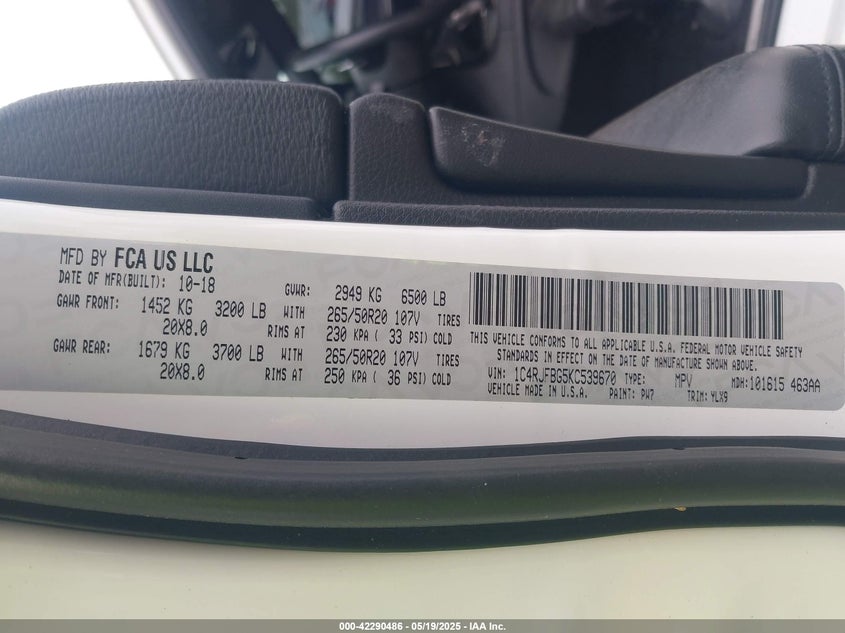 MFD BY FCA US LLC
DATE OF MFR(BUILT): 10-18 GVWR: 2949 KG 6500 LB
GAWR FRONT: 1452 KG 3200 LB WITH 265/50R20 107V TIRES
20X8.0 RIMS AT 230 KPA ( 33 PSI) COLD
GAWR REAR: 1679 KG 3700 LB WITH 265/50R20 107V TIRES
20X8.0 RIMS AT 250 KPA ( 36 PSI) COLD
THIS VEHICLE CONFORMS TO ALL APPLICABLE U.S.A. FEDERAL MOTOR VEHICLE SAFETY
STANDARDS IN EFFECT ON THE DATE OF MANUFACTURE SHOWN ABOVE.
VIN: 1C4RJFBG5KC539670 TYPE: MPV MDH: 101615 463AA
VEHICLE MADE IN U.S.A. PAINT: PW7 TRIM: YLX9
000-42290486 - 05/19/2025 - IAA Inc.